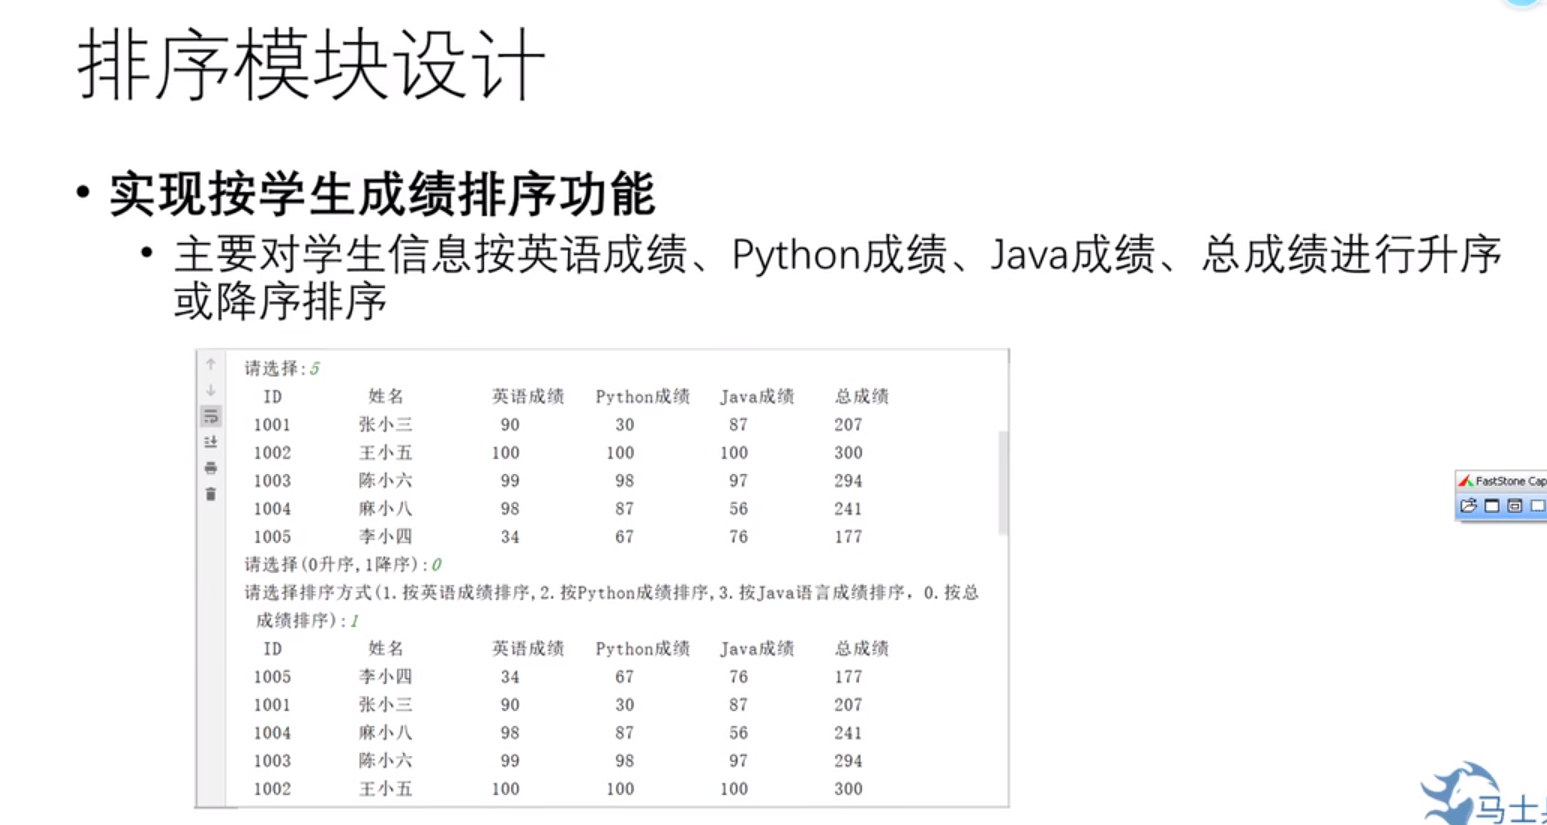 排序模块设计
• 实现按学生成绩排序功能
• 主要对学生信息按英语成绩、Python成绩、Java成绩、总成绩进行升序
或降序排序
请选择:5
ID 姓名 英语成绩 Python成绩 Java成绩 总成绩
1001 张小三 90 30 87 207
1002 王小五 100 100 100 300
1003 陈小六 99 98 97 294
1004 麻小八 98 87 56 241
1005 李小四 34 67 76 177
请选择(0升序,1降序):0
请选择排序方式(1.按英语成绩排序,2.按Python成绩排序,3.按Java语言成绩排序，0.按总
成绩排序):1
ID 姓名 英语成绩 Python成绩 Java成绩 总成绩
1005 李小四 34 67 76 177
1001 张小三 90 30 87 207
1004 麻小八 98 87 56 241
1003 陈小六 99 98 97 294
1002 王小五 100 100 100 300
FastStone Cap
马士